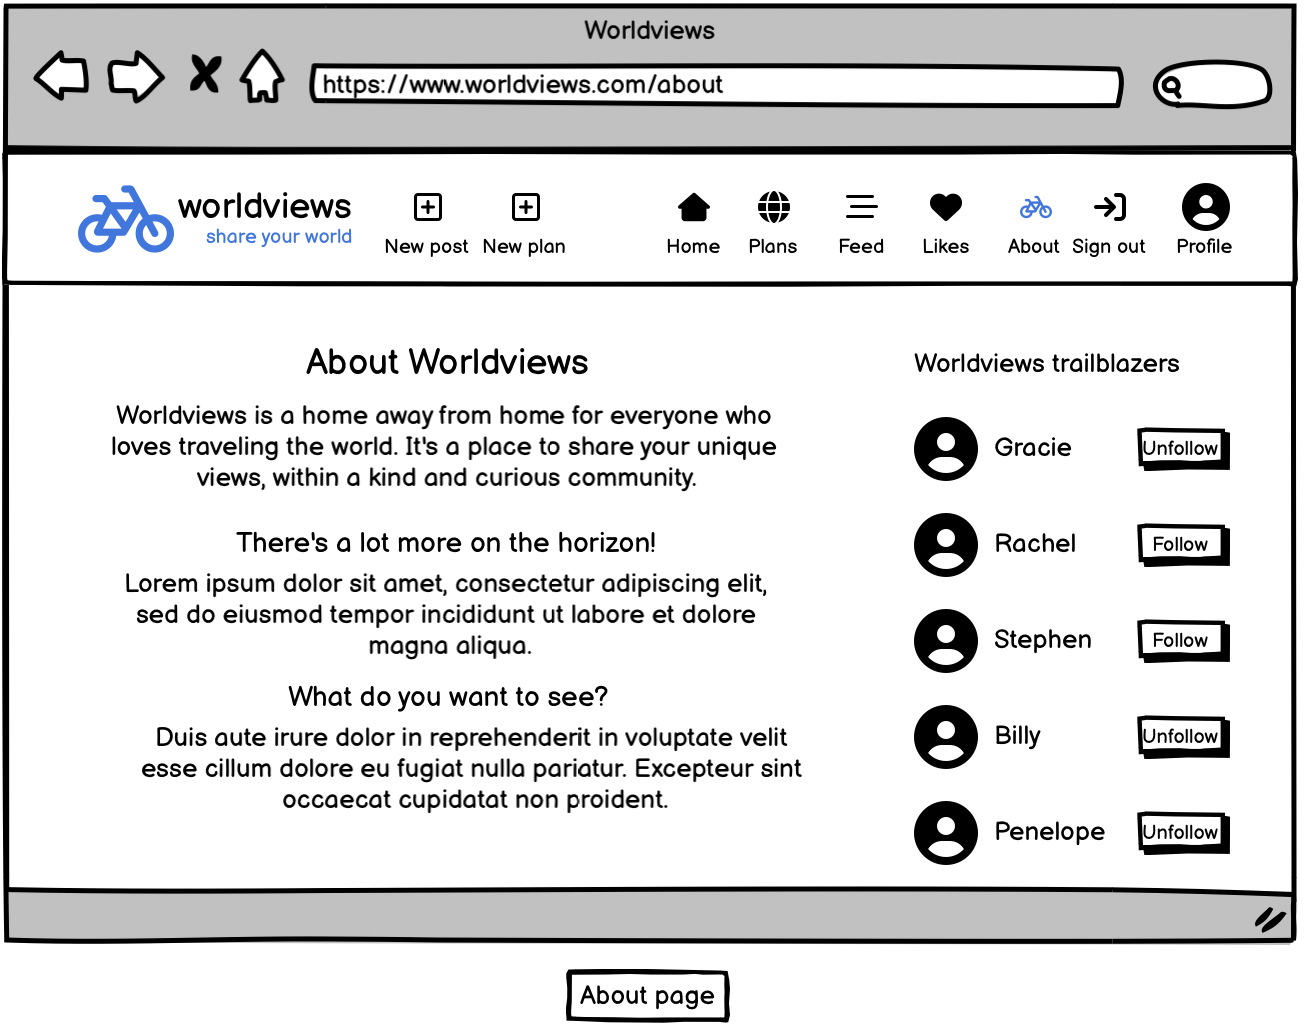 Worldviews
https://www.worldviews.com/about
worldviews
share your world
New post
New plan
Home
Plans
Feed
Likes
About
Sign out
Profile
About Worldviews
Worldviews is a home away from home for everyone who
loves traveling the world. It's a place to share your unique
views, within a kind and curious community.
There's a lot more on the horizon!
Lorem ipsum dolor sit amet, consectetur adipiscing elit,
sed do eiusmod tempor incididunt ut labore et dolore
magna aliqua.
What do you want to see?
Duis aute irure dolor in reprehenderit in voluptate velit
esse cillum dolore eu fugiat nulla pariatur. Excepteur sint
occaecat cupidatat non proident.
Worldviews trailblazers
Gracie
Unfollow
Rachel
Follow
Stephen
Follow
Billy
Unfollow
Penelope
Unfollow
About page